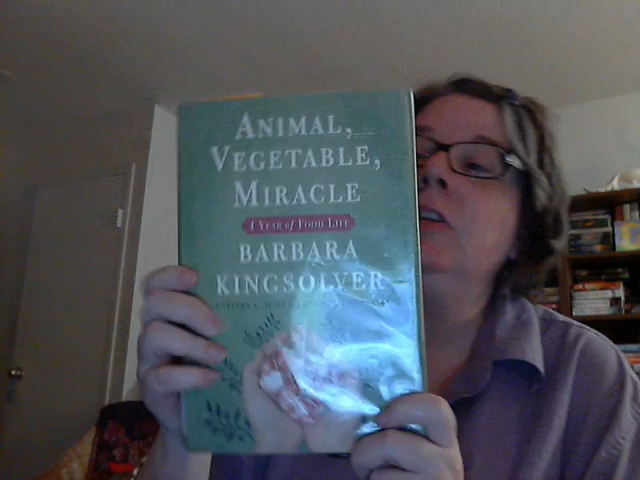 ANIMAL,
VEGETABLE,
MIRACLE
A YEAR of FOOD LIFE
BARBARA
KINGSOLVER